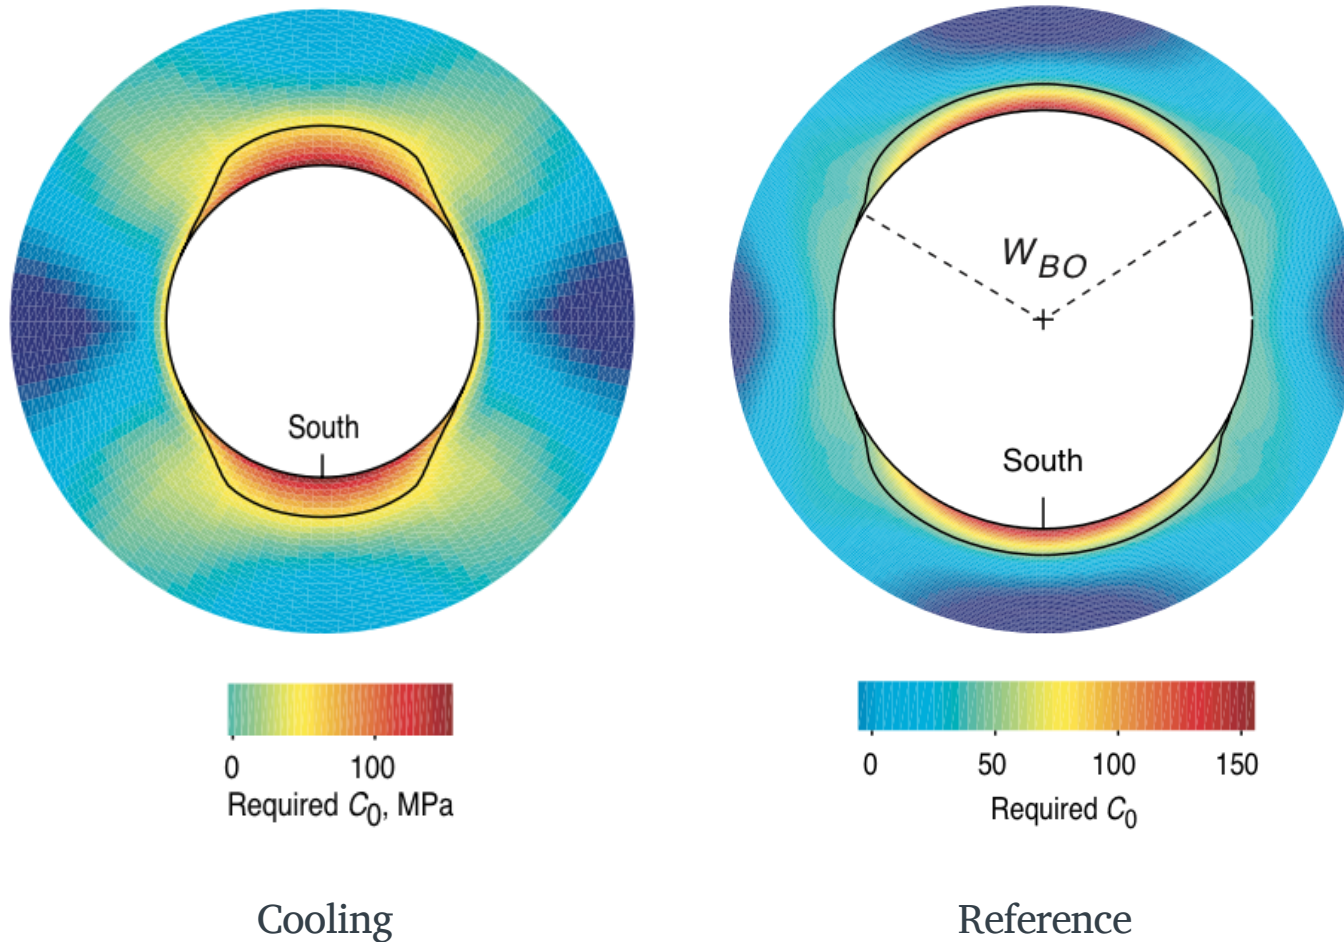 South
0 100
Required C₀, MPa
Cooling
W_BO
South
0 50 100 150
Required C₀
Reference